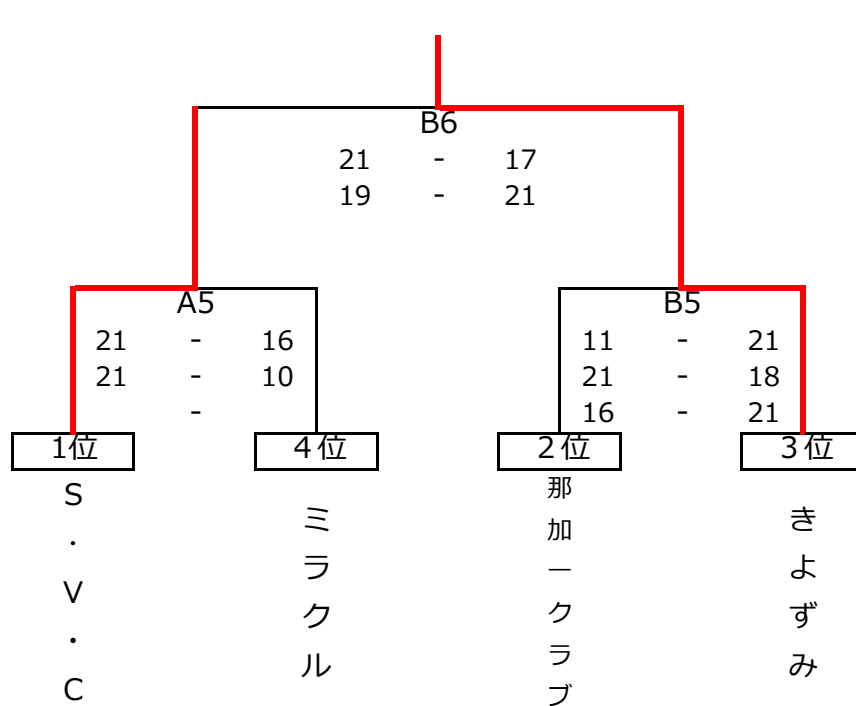 B6
21 - 17
19 - 21
A5
21 - 16
21 - 10
-
B5
11 - 21
21 - 18
16 - 21
1位
4位
2位
3位
S・V・C
ミラクル
那加一クラブ
きよずみ